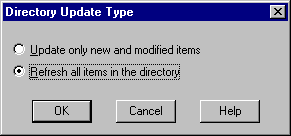 Directory Update Type
Update only new and modified items
Refresh all items in the directory
OK
Cancel
Help